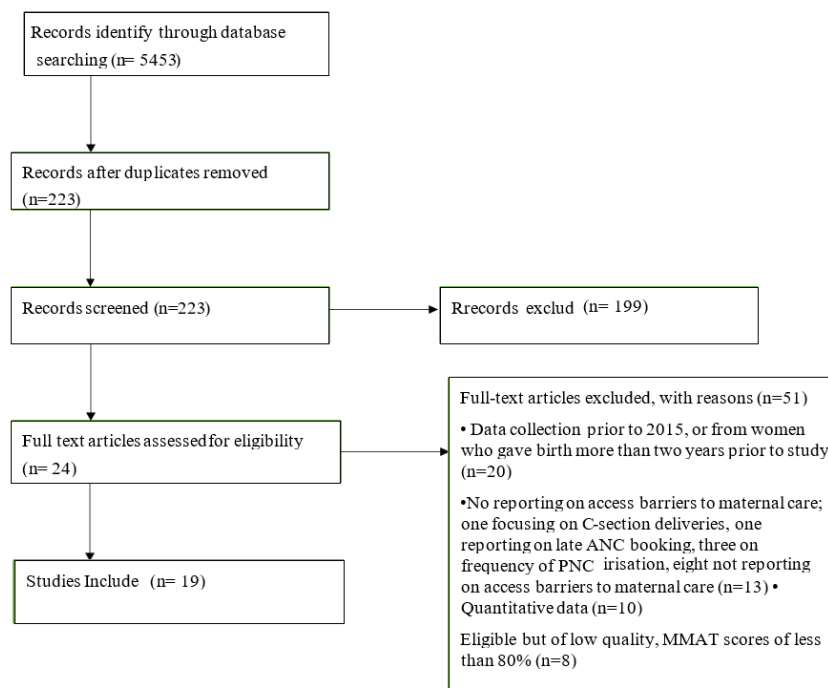 Records identify through database
searching (n= 5453)
Records after duplicates removed
(n=223)
Records screened (n=223)
Rrecords exclud (n= 199)
Full text articles assessed for eligibility
(n= 24)
Full-text articles excluded, with reasons (n=51)
• Data collection prior to 2015, or from women
who gave birth more than two years prior to study
(n=20)
•No reporting on access barriers to maternal care;
one focusing on C-section deliveries, one
reporting on late ANC booking, three on
frequency of PNC irisation, eight not reporting
on access barriers to maternal care (n=13) •
Quantitative data (n=10)
Eligible but of low quality, MMAT scores of less
than 80% (n=8)
Studies Include (n= 19)